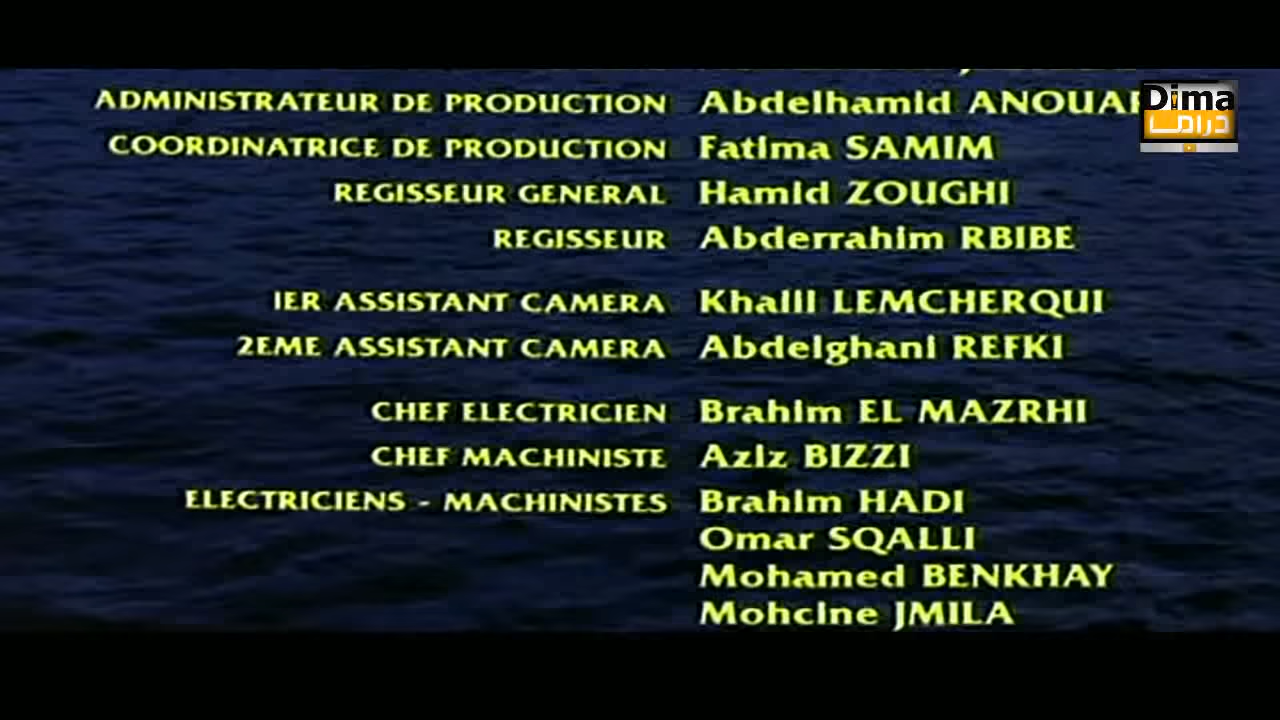 ADMINISTRATEUR DE PRODUCTION Abdelhamid
COORDINATRICE DE PRODUCTION Fatima SAMIM
REGISSEUR GENERAL Hamid ZOUGHI
REGISSEUR Abderrahim RBIBE
1ER ASSISTANT CAMERA Khalil LEMCHERQUI
2EME ASSISTANT CAMERA Abdelghani REFKI
CHEF ELECTRICIEN Brahim EL MAZRHI
CHEF MACHINISTE Aziz BIZZI
ELECTRICIENS - MACHINISTES Brahim HADI
Omar SQALLI
Mohamed BENKHAY
Mohcine JMILA
Dima
دراما